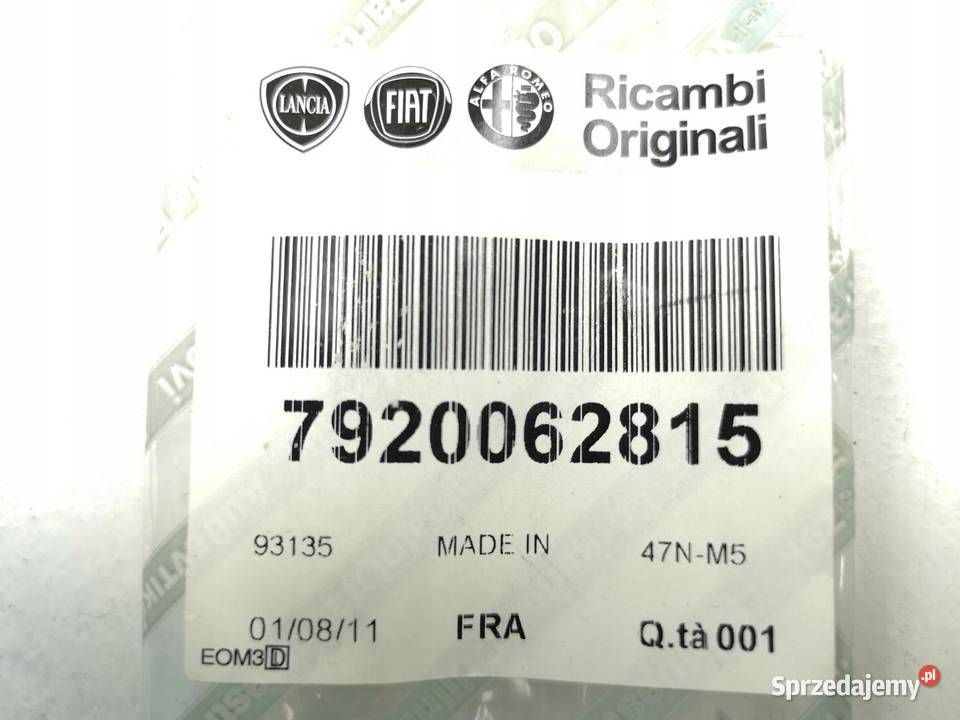 LANCIA
FIAT
ALFA ROMEO
Ricambi
Originali
7920062815
93135 MADE IN 47N-M5
01/08/11 FRA Q.tà 001
EOM3 D
Sprzedajemy.pl